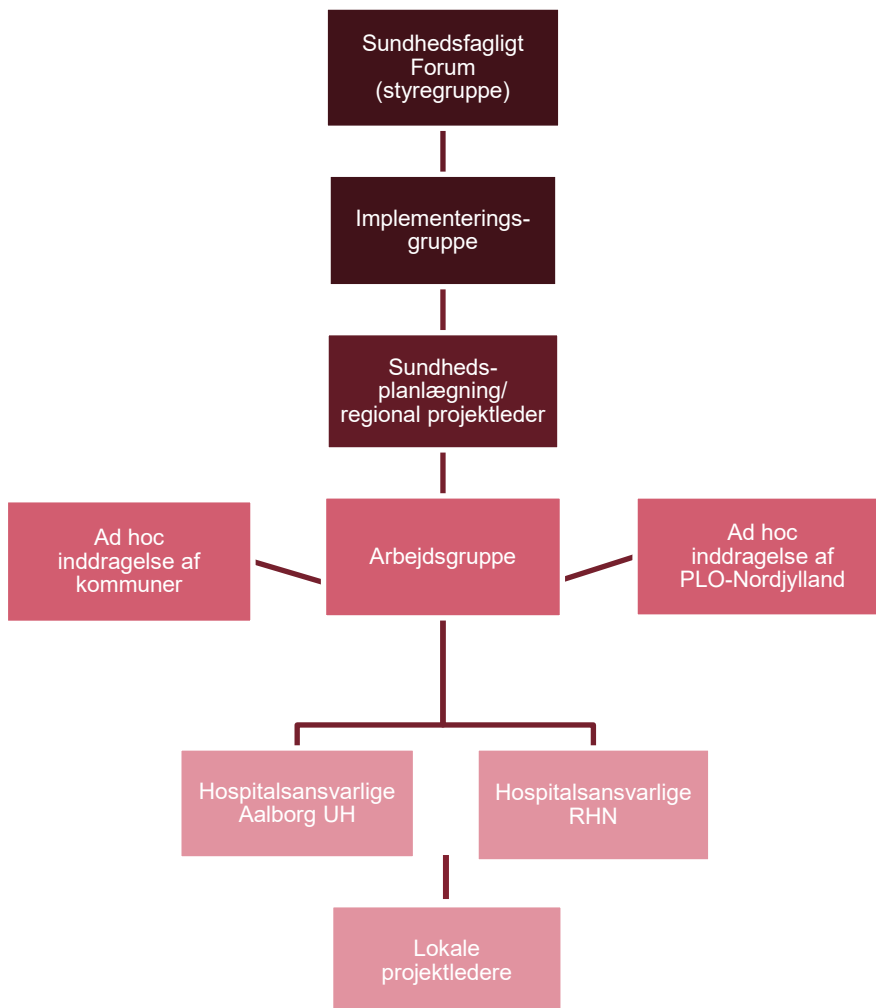 Sundhedsfagligt
Forum
(styregruppe)
Implementerings-
gruppe
Sundheds-
planlægning/
regional projektleder
Ad hoc
inddragelse af
kommuner
Arbejdsgruppe
Ad hoc
inddragelse af
PLO-Nordjylland
Hospitalsansvarlige
Aalborg UH
Hospitalsansvarlige
RHN
Lokale
projektledere